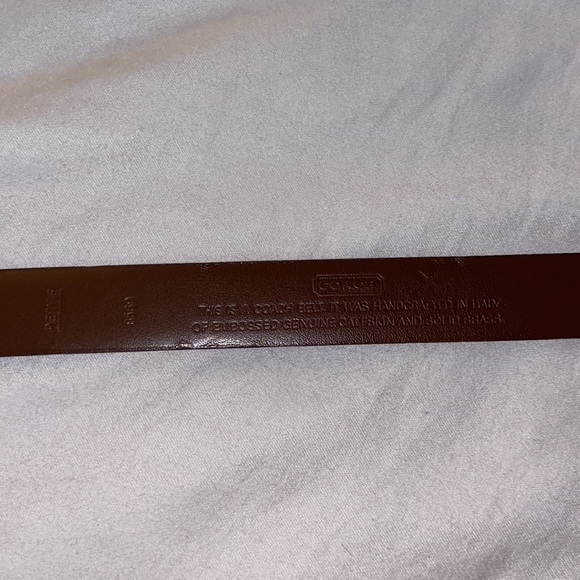 COACH
THIS IS A COACH BELT. IT WAS HANDCRAFTED IN ITALY
OF EMBOSSED GENUINE CALFSKIN AND SOLID BRASS.